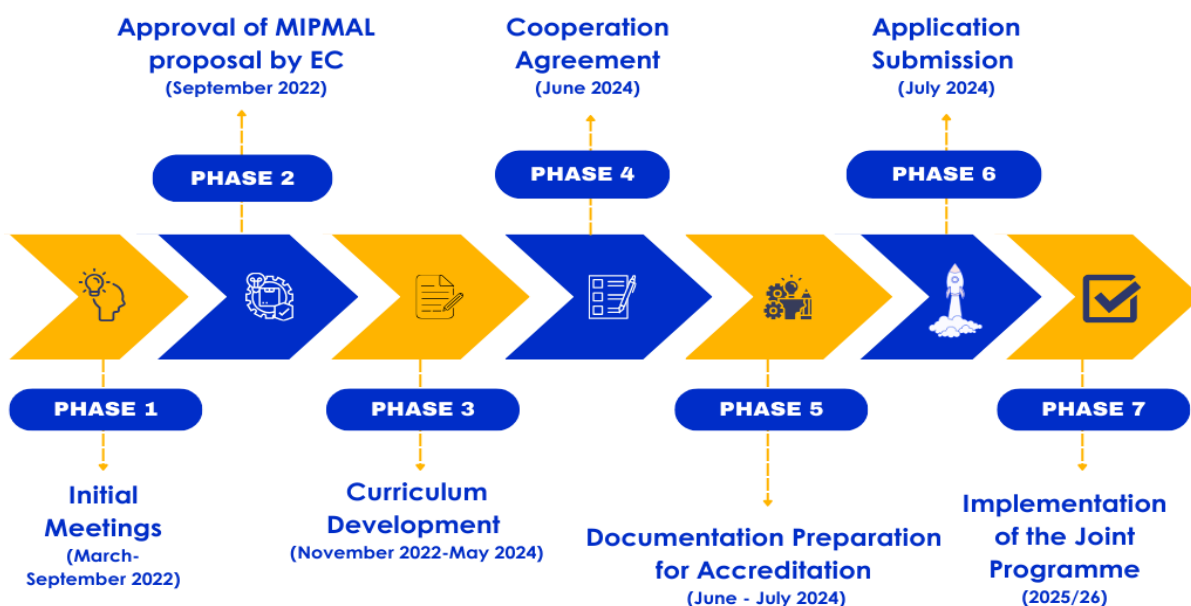 Approval of MIPMAL
proposal by EC
(September 2022)
Cooperation
Agreement
(June 2024)
Application
Submission
(July 2024)
PHASE 2
PHASE 4
PHASE 6
PHASE 1
PHASE 3
PHASE 5
PHASE 7
Initial
Meetings
(March-
September 2022)
Curriculum
Development
(November 2022-May 2024)
Documentation Preparation
for Accreditation
(June - July 2024)
Implementation
of the Joint
Programme
(2025/26)